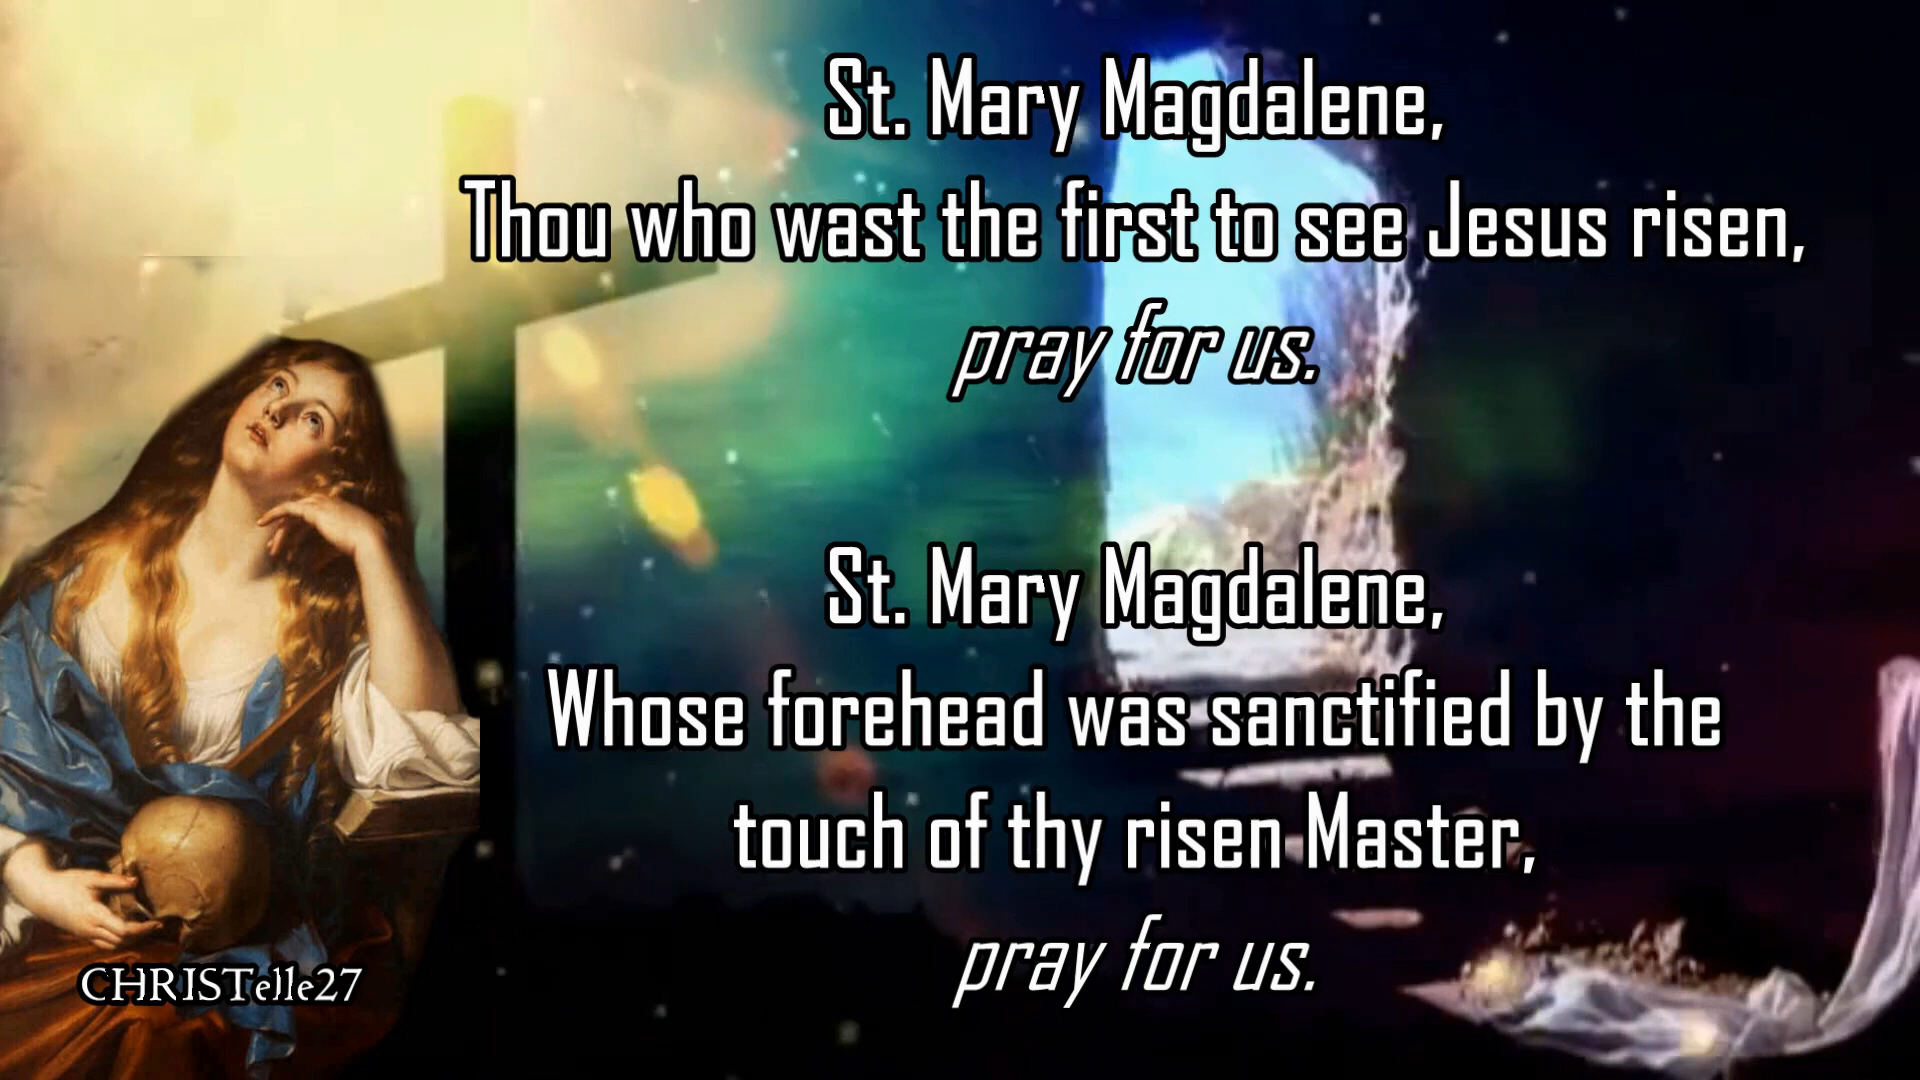 St. Mary Magdalene,
Thou who wast the first to see Jesus risen,
pray for us.
St. Mary Magdalene,
Whose forehead was sanctified by the
touch of thy risen Master,
pray for us.
CHRISTelle27